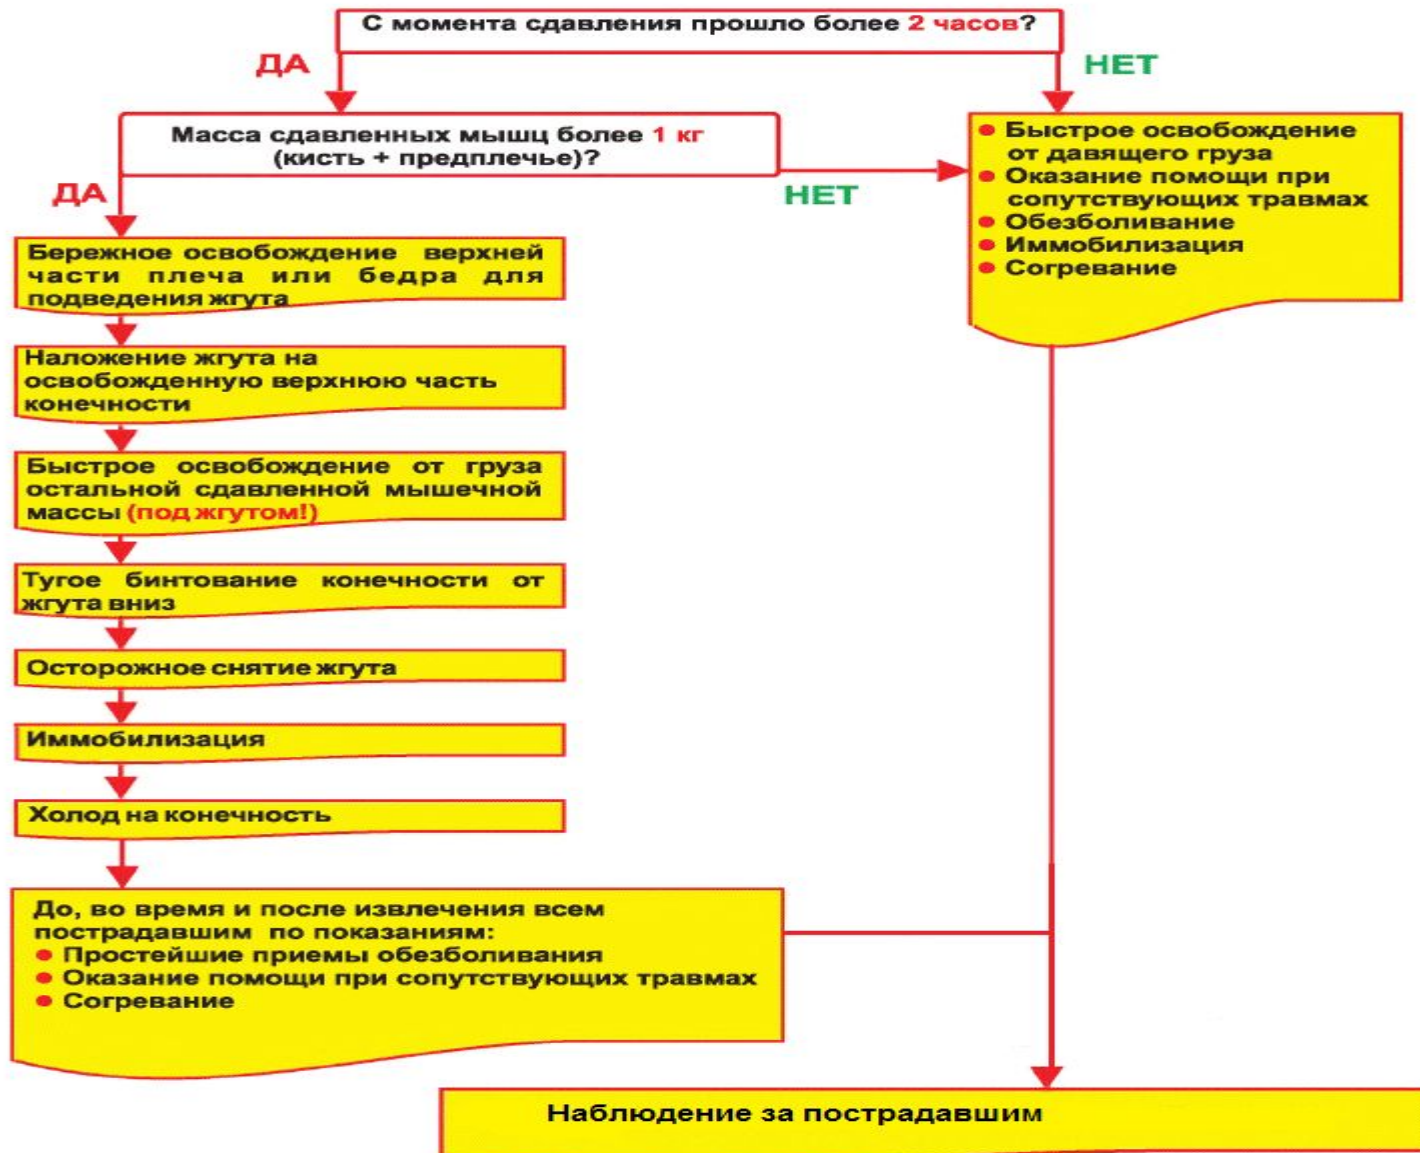 С момента сдавления прошло более 2 часов?
ДА
НЕТ
Масса сдавленных мышц более 1 кг
(кисть + предплечье)?
ДА
НЕТ
● Быстрое освобождение
от давящего груза
● Оказание помощи при
сопутствующих травмах
● Обезболивание
● Иммобилизация
● Согревание
Бережное освобождение верхней
части плеча или бедра для
подведения жгута
Наложение жгута на
освобожденную верхнюю часть
конечности
Быстрое освобождение от груза
остальной сдавленной мышечной
массы (под жгутом!)
Тугое бинтование конечности от
жгута вниз
Осторожное снятие жгута
Иммобилизация
Холод на конечность
До, во время и после извлечения всем
пострадавшим по показаниям:
● Простейшие приемы обезболивания
● Оказание помощи при сопутствующих травмах
● Согревание
Наблюдение за пострадавшим